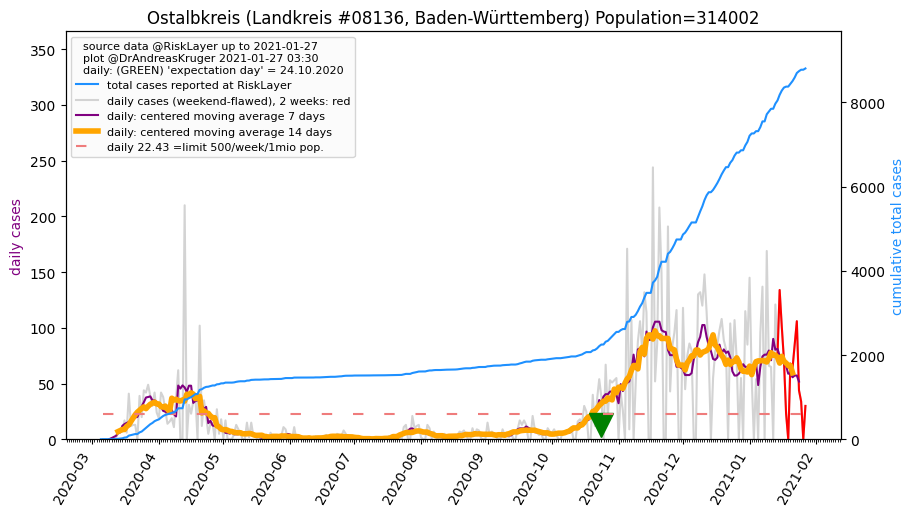 Ostalbkreis (Landkreis #08136, Baden-Württemberg) Population=314002
source data @RiskLayer up to 2021-01-27
plot @DrAndreasKruger 2021-01-27 03:30
daily: (GREEN) 'expectation day' = 24.10.2020
total cases reported at RiskLayer
daily cases (weekend-flawed), 2 weeks: red
daily: centered moving average 7 days
daily: centered moving average 14 days
daily 22.43 =limit 500/week/1mio pop.
daily cases
350
300
250
200
150
100
50
0
cumulative total cases
8000
6000
4000
2000
0
2020-03
2020-04
2020-05
2020-06
2020-07
2020-08
2020-09
2020-10
2020-11
2020-12
2021-01
2021-02